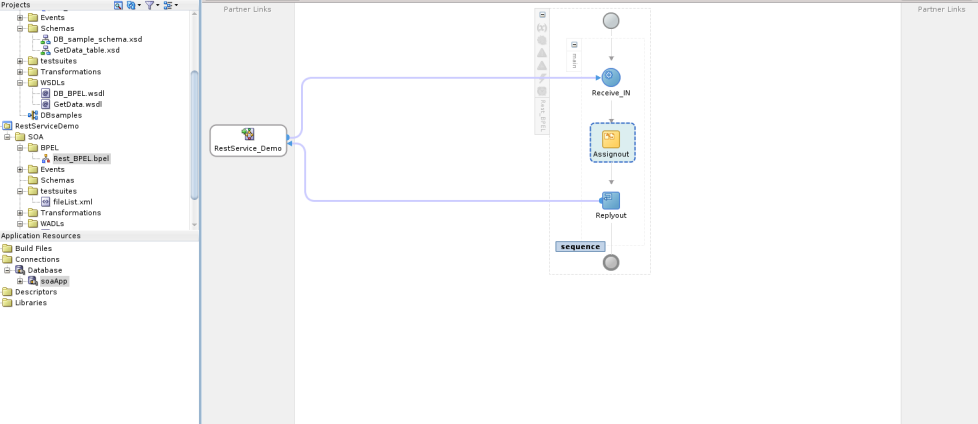 Projects
Events
Schemas
DB_sample_schema.xsd
GetData_table.xsd
testsuites
Transformations
WSDLs
DB_BPEL.wsdl
GetData.wsdl
DBsamples
RestServiceDemo
SOA
BPEL
Rest_BPEL.bpel
Events
Schemas
testsuites
fileList.xml
Transformations
WADLs
Application Resources
Build Files
Connections
Database
soaApp
Descriptors
Libraries
Partner Links
RestService_Demo
(x)
Rest_BPEL
main
Receive_IN
Assignout
Replyout
sequence
Partner Links